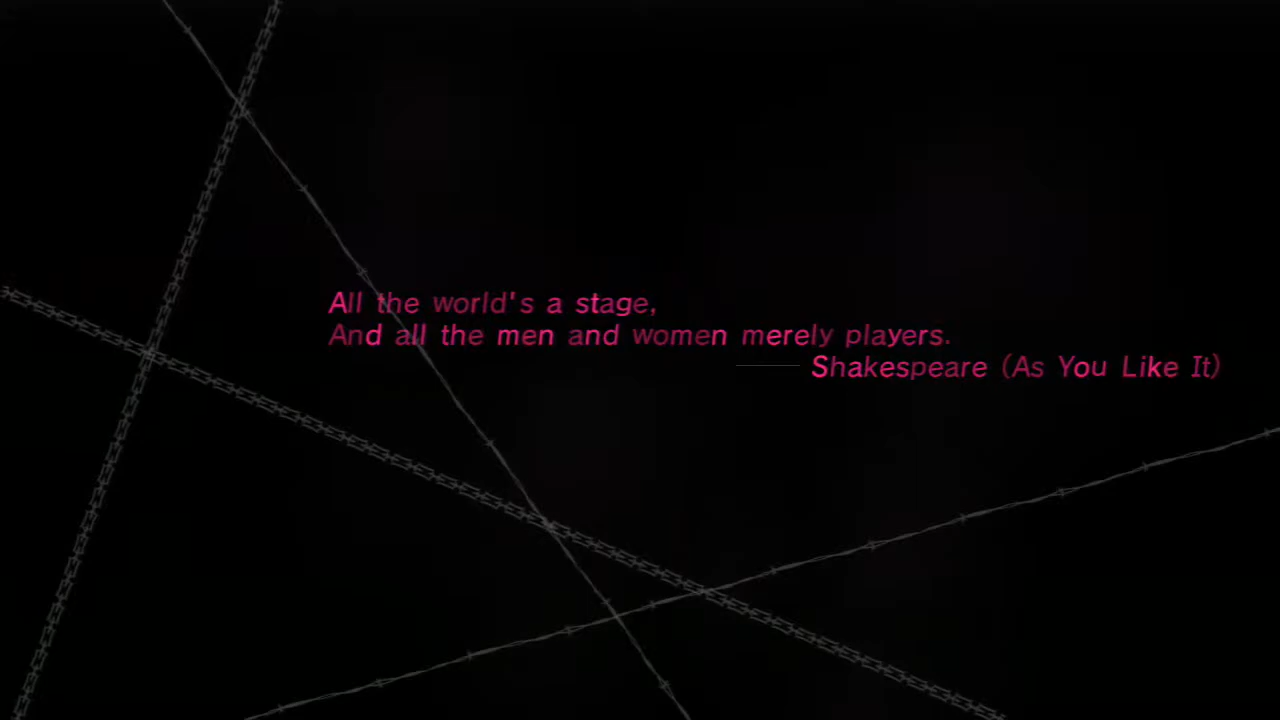 All the world's a stage,
And all the men and women merely players.
Shakespeare (As You Like It)